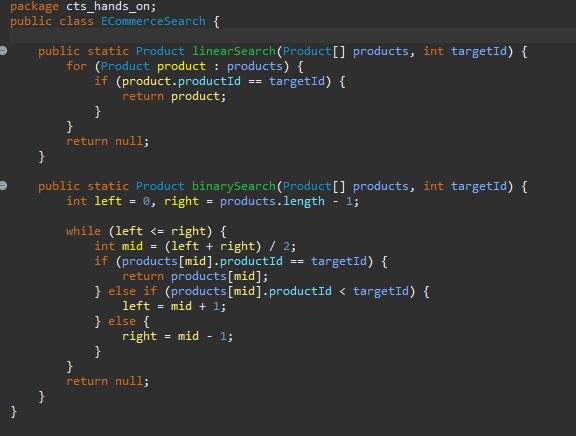 package cts_hands_on;
public class ECommerceSearch {
    public static Product linearSearch(Product[] products, int targetId) {
        for (Product product : products) {
            if (product.productId == targetId) {
                return product;
            }
        }
        return null;
    }
    public static Product binarySearch(Product[] products, int targetId) {
        int left = 0, right = products.length - 1;
        while (left <= right) {
            int mid = (left + right) / 2;
            if (products[mid].productId == targetId) {
                return products[mid];
            } else if (products[mid].productId < targetId) {
                left = mid + 1;
            } else {
                right = mid - 1;
            }
        }
        return null;
    }
}